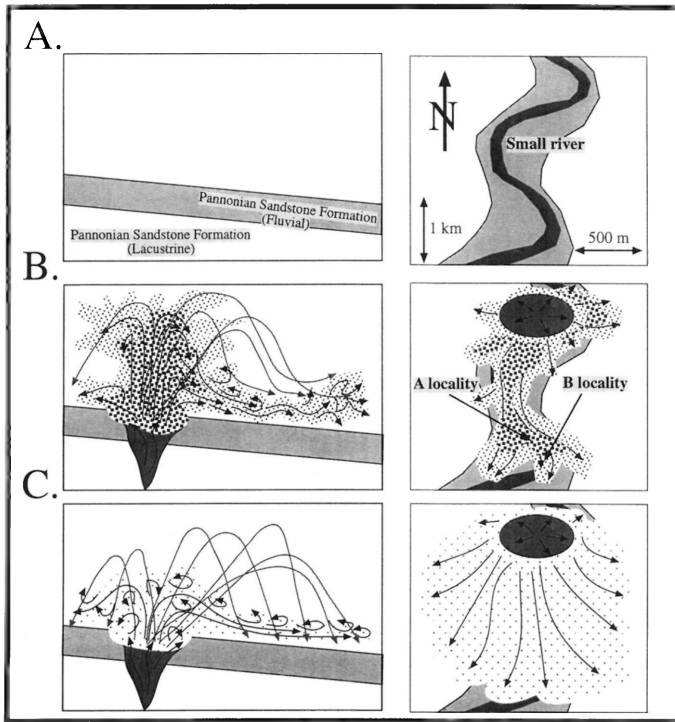 A.
Pannonian Sandstone Formation
(Fluvial)
Pannonian Sandstone Formation
(Lacustrine)
N
Small river
1 km
500 m
B.
A locality
B locality
C.